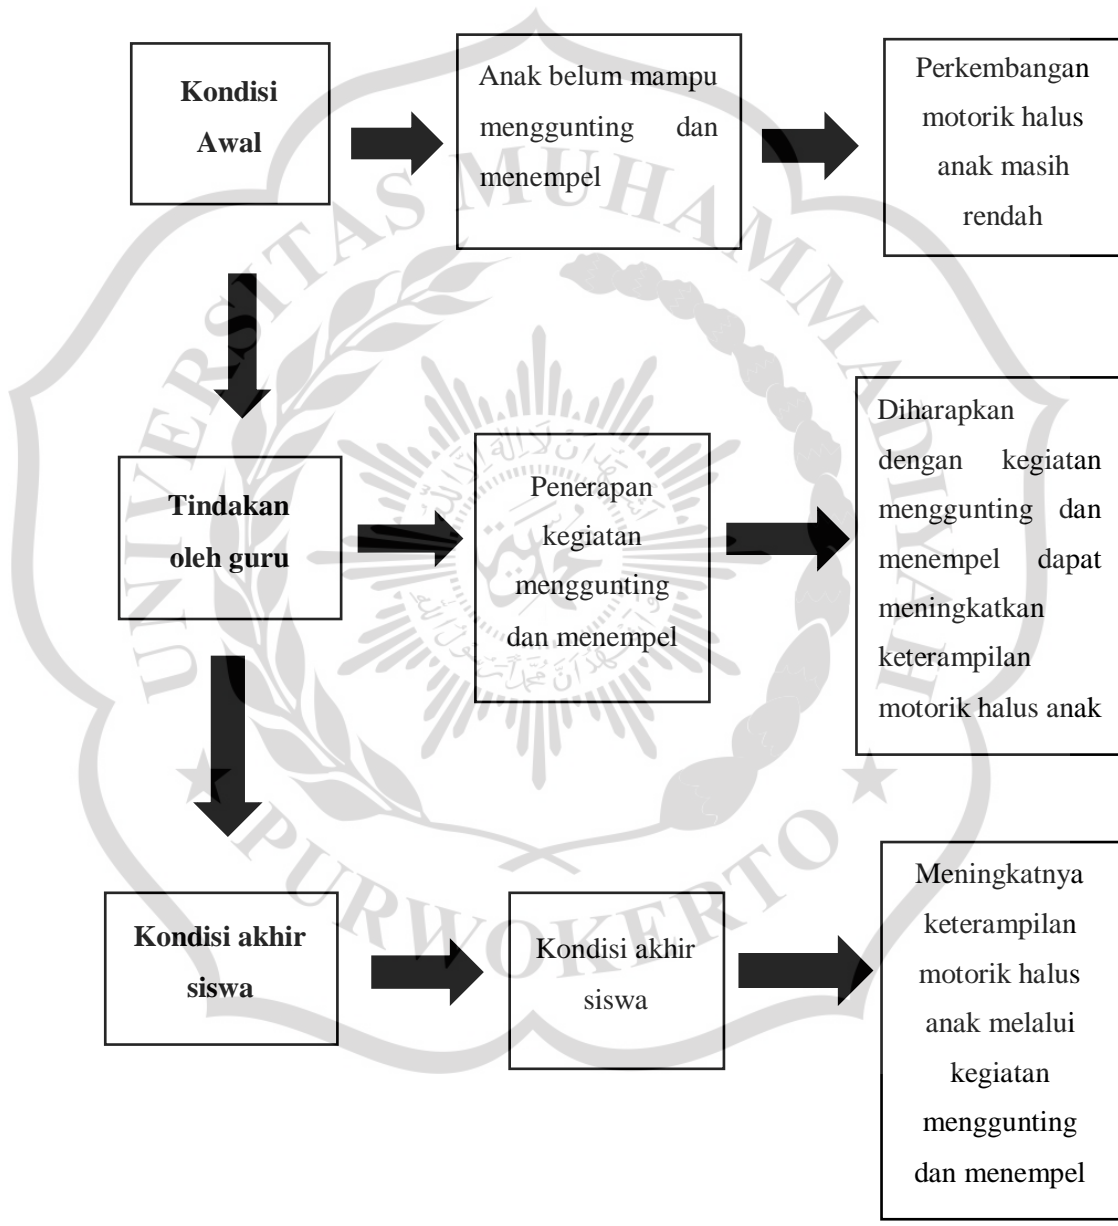 Kondisi
Awal
Anak belum mampu
menggunting dan
menempel
Perkembangan
motorik halus
anak masih
rendah
Tindakan
oleh guru
Penerapan
kegiatan
menggunting
dan menempel
Diharapkan
dengan kegiatan
menggunting dan
menempel dapat
meningkatkan
keterampilan
motorik halus anak
Kondisi akhir
siswa
Kondisi akhir
siswa
Meningkatnya
keterampilan
motorik halus
anak melalui
kegiatan
menggunting
dan menempel
UNIVERSITAS MUHAMMADIYAH
PURWOKERTO